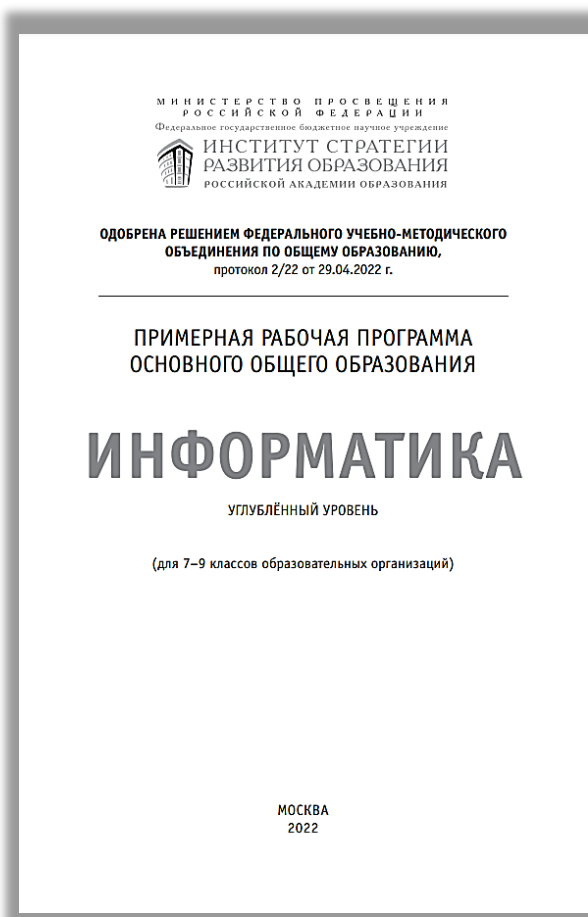 МИНИСТЕРСТВО ПРОСВЕЩЕНИЯ
РОССИЙСКОЙ ФЕДЕРАЦИИ
Федеральное государственное бюджетное научное учреждение
ИНСТИТУТ СТРАТЕГИИ
РАЗВИТИЯ ОБРАЗОВАНИЯ
РОССИЙСКОЙ АКАДЕМИИ ОБРАЗОВАНИЯ
ОДОБРЕНА РЕШЕНИЕМ ФЕДЕРАЛЬНОГО УЧЕБНО-МЕТОДИЧЕСКОГО
ОБЪЕДИНЕНИЯ ПО ОБЩЕМУ ОБРАЗОВАНИЮ,
протокол 2/22 от 29.04.2022 г.
ПРИМЕРНАЯ РАБОЧАЯ ПРОГРАММА
ОСНОВНОГО ОБЩЕГО ОБРАЗОВАНИЯ
ИНФОРМАТИКА
УГЛУБЛЁННЫЙ УРОВЕНЬ
(для 7–9 классов образовательных организаций)
МОСКВА
2022